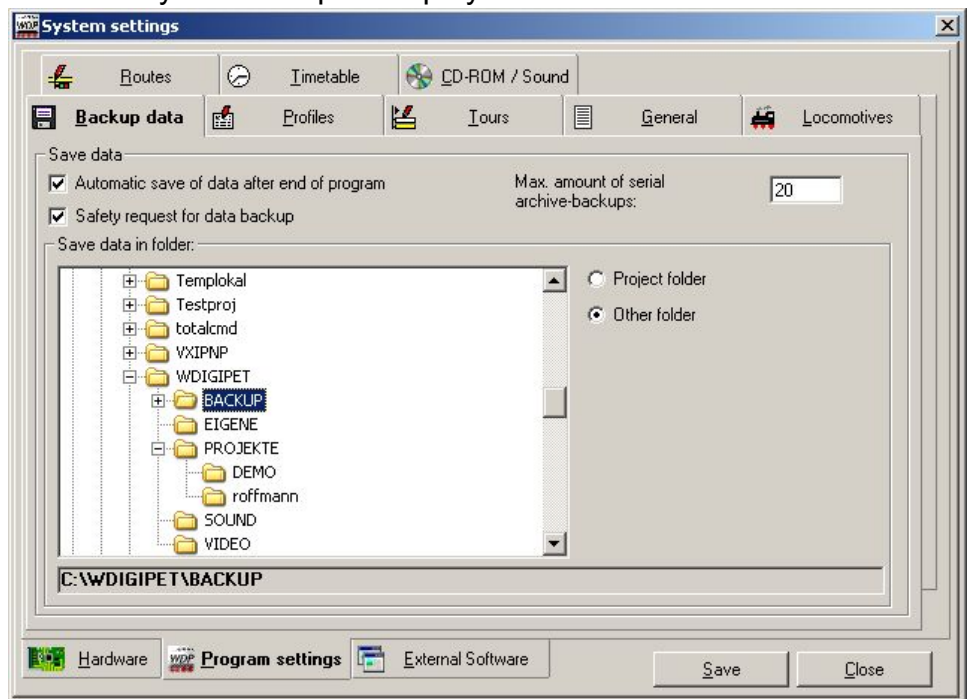 WDP System settings
Routes Timetable CD-ROM / Sound
Backup data Profiles Tours General Locomotives
Save data
Automatic save of data after end of program
Max. amount of serial
archive-backups:
20
Safety request for data backup
Save data in folder:
Templokal
Testproj
totalcmd
VXIPNP
WDIGIPET
BACKUP
EIGENE
PROJEKTE
DEMO
roffmann
SOUND
VIDEO
Project folder
Other folder
C:\WDIGIPET\BACKUP
Hardware WDP Program settings External Software
Save Close